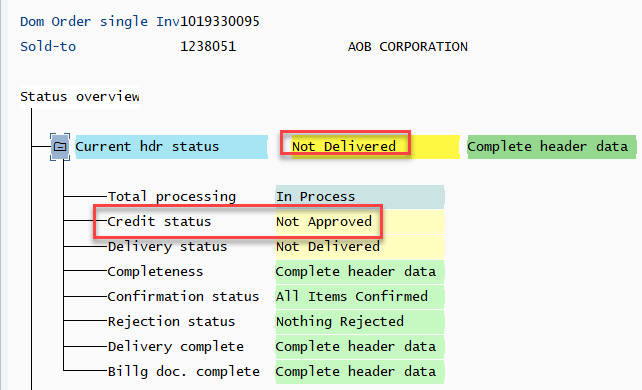 Dom Order single Inv1019330095
Sold-to 1238051 AOB CORPORATION
Status overview
Current hdr status Not Delivered Complete header data
Total processing In Process
Credit status Not Approved
Delivery status Not Delivered
Completeness Complete header data
Confirmation status All Items Confirmed
Rejection status Nothing Rejected
Delivery complete Complete header data
Billg doc. complete Complete header data